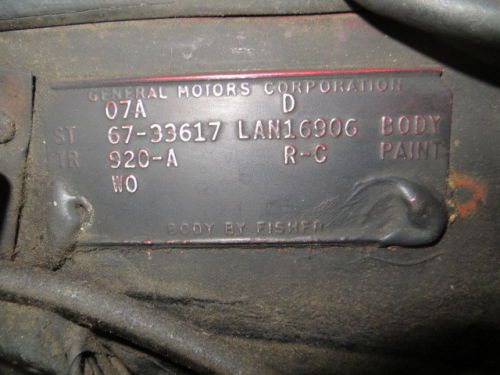 GENERAL MOTORS CORPORATION
07A D
ST 67-33617 LAN16906 BODY
TR 920-A R-C PAINT
WO
BODY BY FISHER